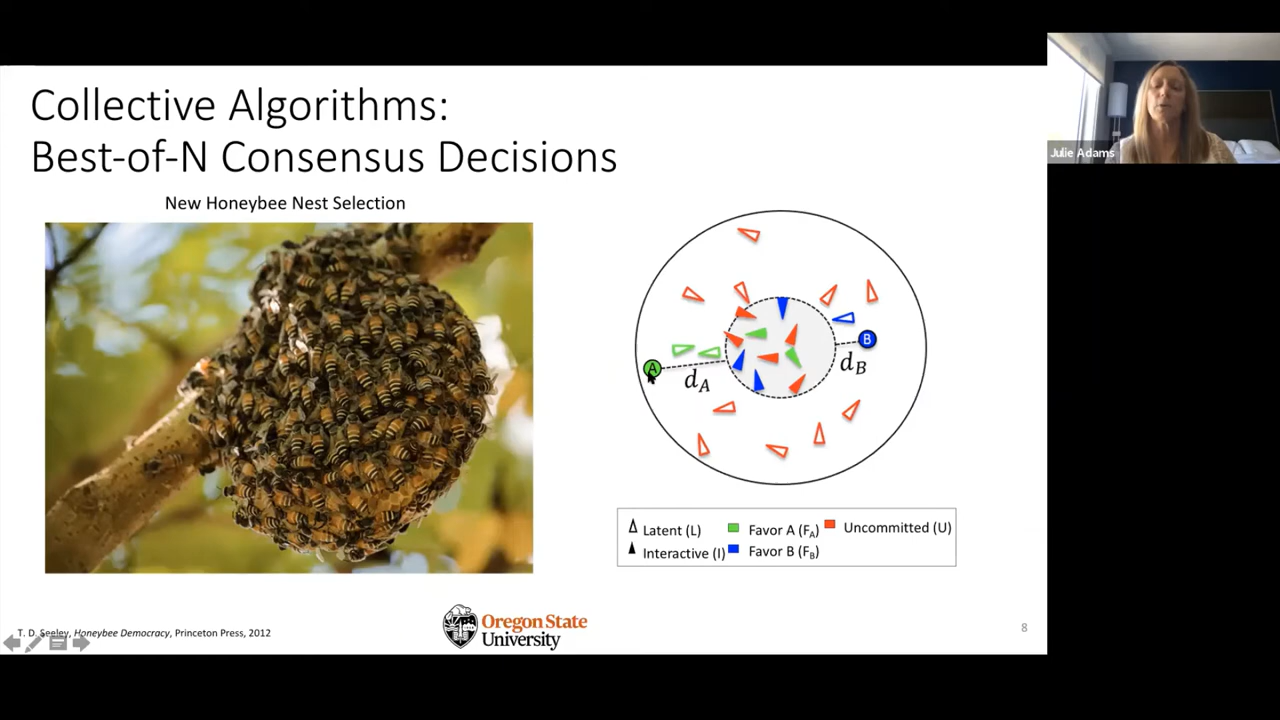 Collective Algorithms:
Best-of-N Consensus Decisions
New Honeybee Nest Selection
A
d_A
B
d_B
Latent (L)
Interactive (I)
Favor A (F_A)
Favor B (F_B)
Uncommitted (U)
T. D. Seeley, Honeybee Democracy, Princeton Press, 2012
Oregon State
University
8
Julie Adams